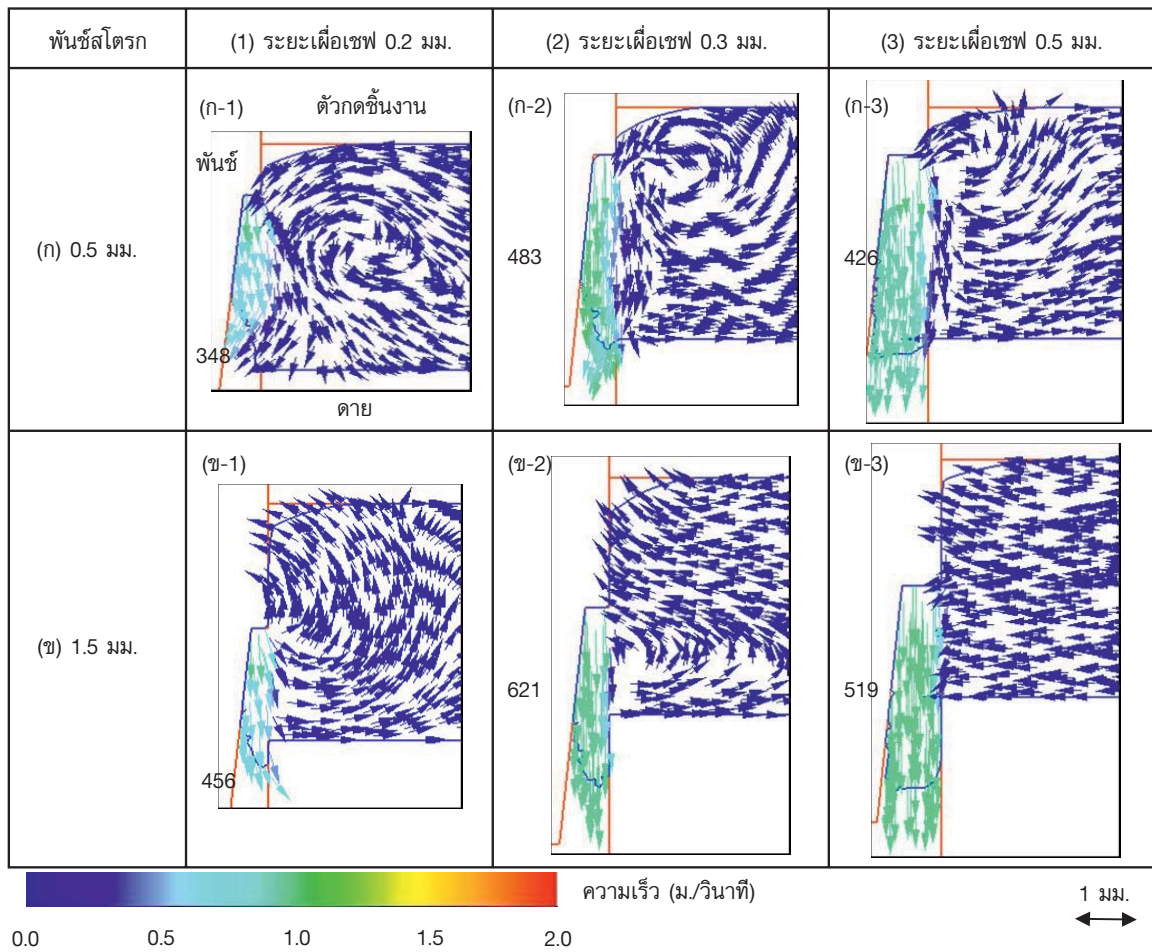 พันช์สโตรก
(1) ระยะเผื่อเชฟ 0.2 มม.
(2) ระยะเผื่อเชฟ 0.3 มม.
(3) ระยะเผื่อเชฟ 0.5 มม.
(ก) 0.5 มม.
(ก-1)
ตัวกดชิ้นงาน
พันช์
348
ดาย
(ก-2)
483
(ก-3)
426
(ข) 1.5 มม.
(ข-1)
456
(ข-2)
621
(ข-3)
519
ความเร็ว (ม./วินาที)
1 มม.
0.0 0.5 1.0 1.5 2.0